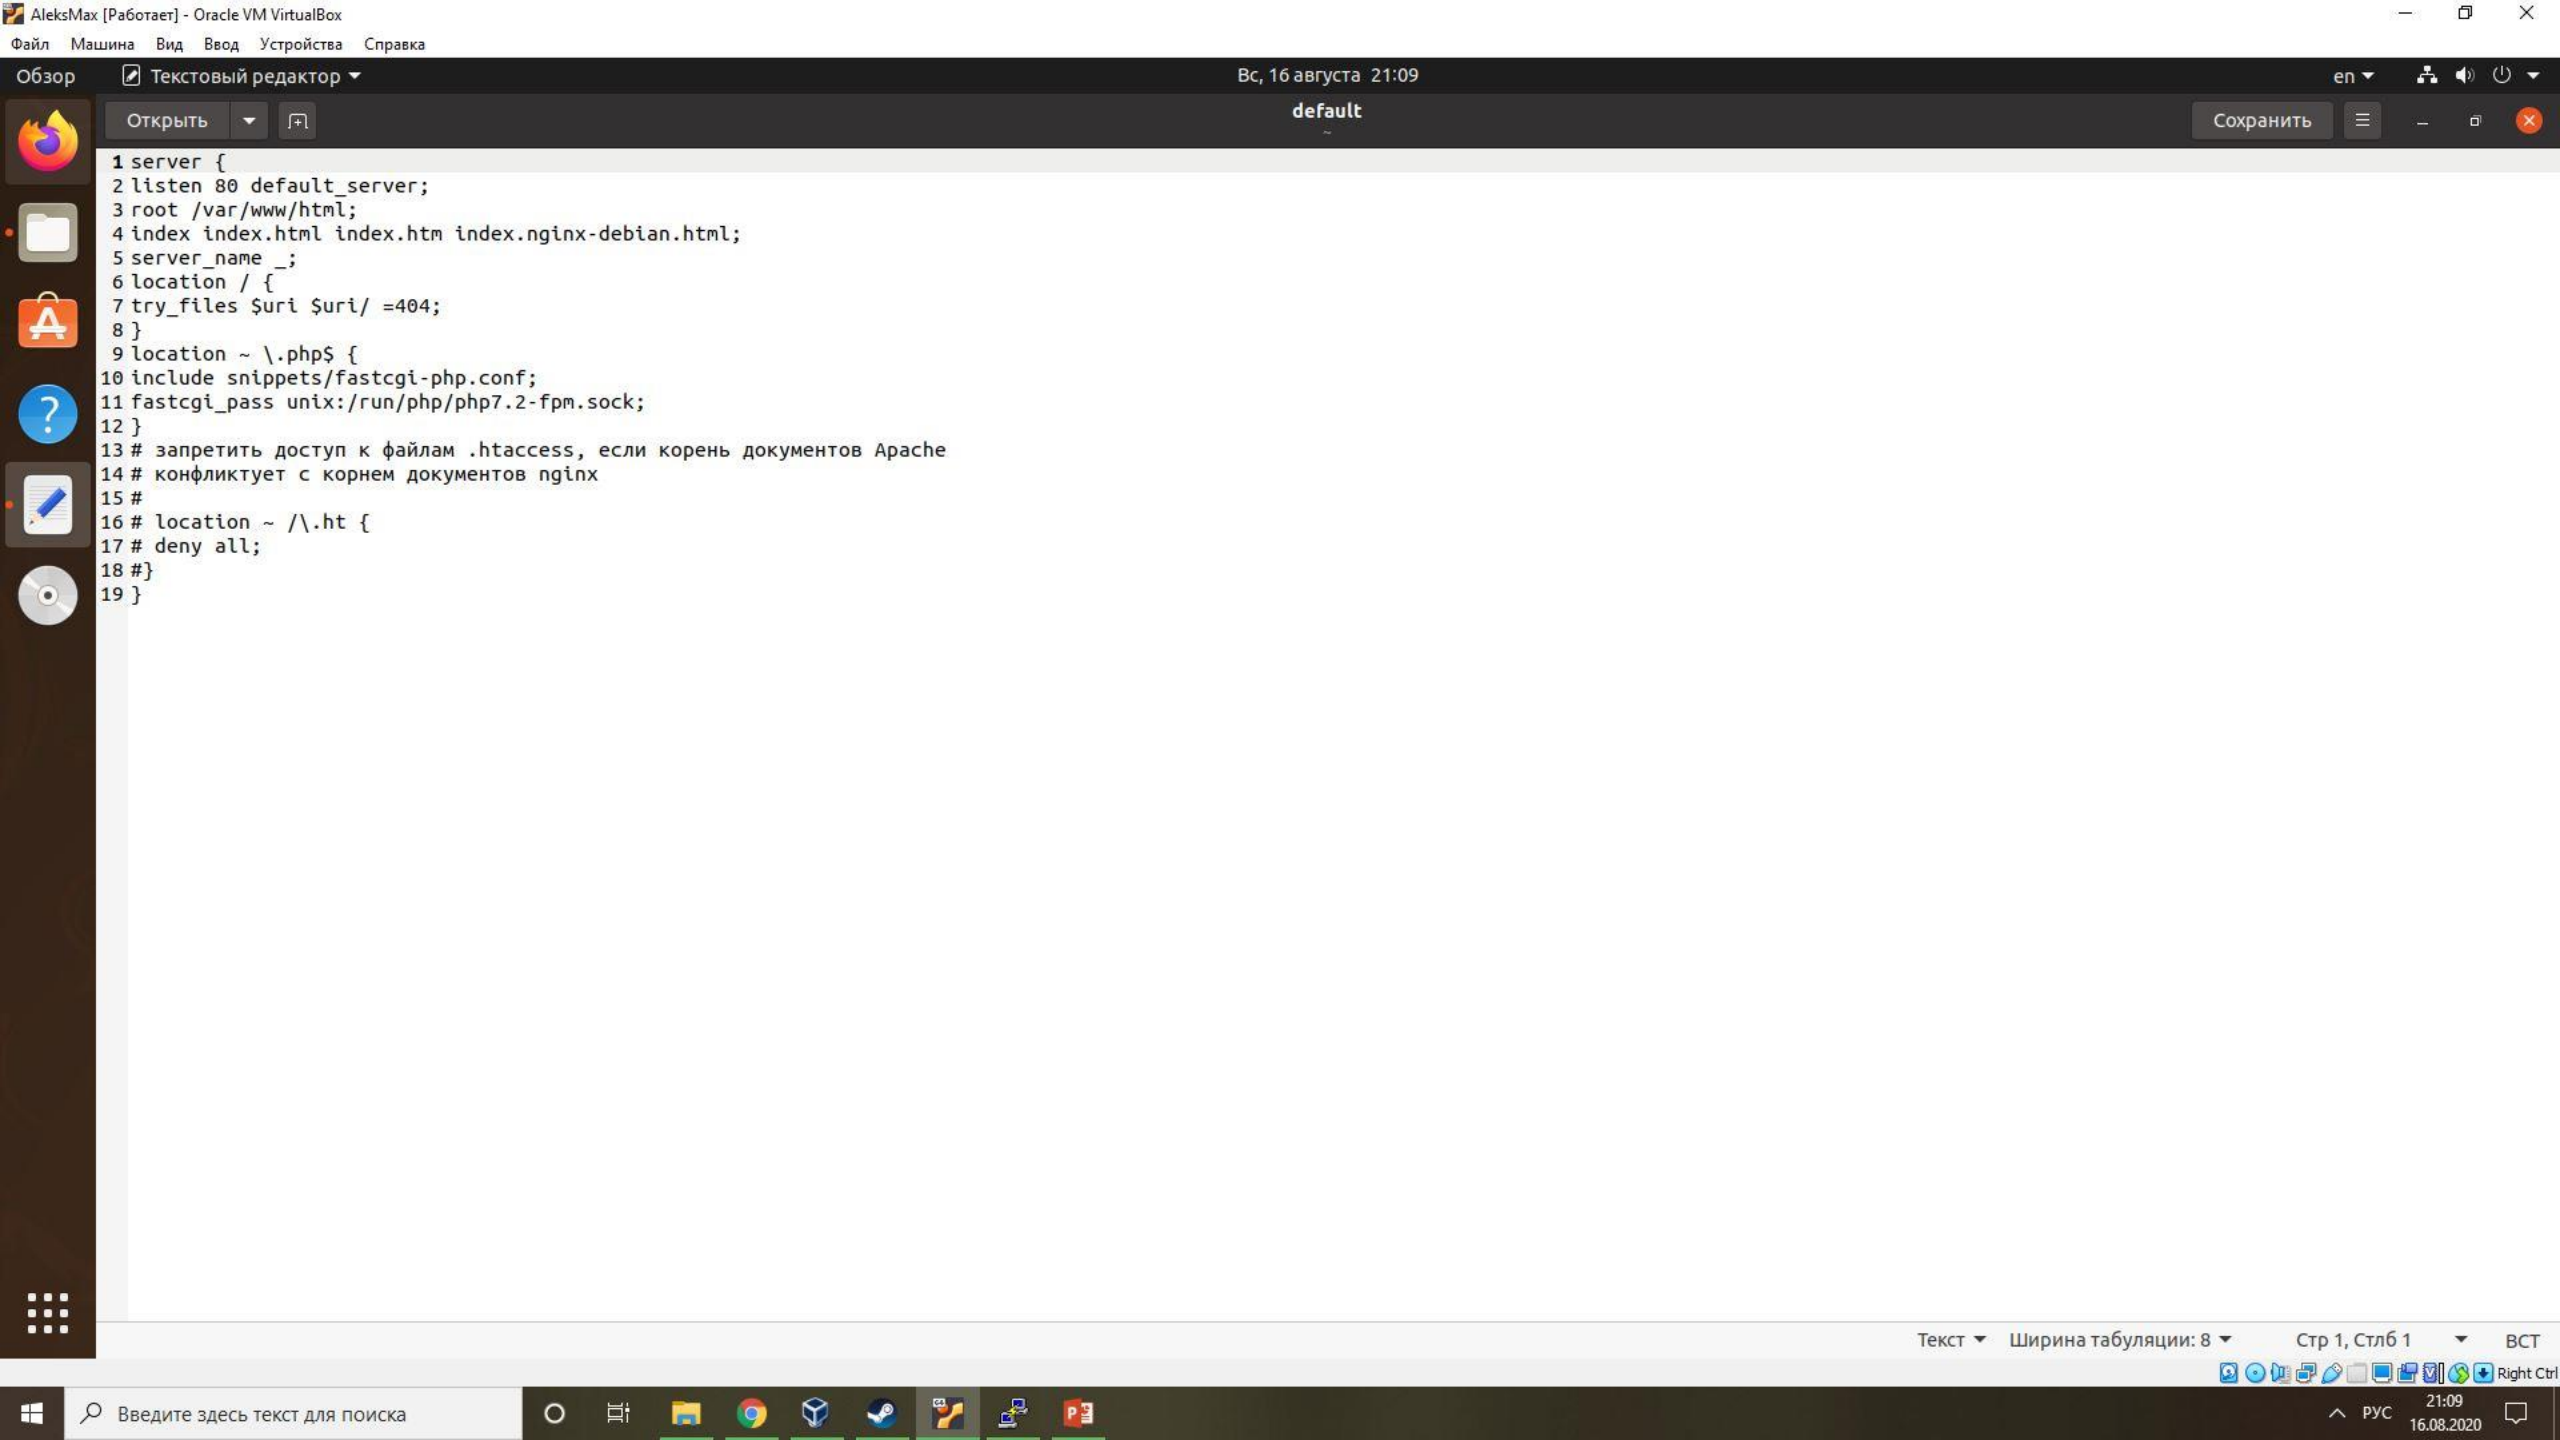 AleksMax [Работает] - Oracle VM VirtualBox
Файл Машина Вид Ввод Устройства Справка
Обзор Текстовый редактор Вс, 16 августа 21:09 en
Открыть default Сохранить
~
1 server {
2 listen 80 default_server;
3 root /var/www/html;
4 index index.html index.htm index.nginx-debian.html;
5 server_name _;
6 location / {
7 try_files $uri $uri/ =404;
8 }
9 location ~ \.php$ {
10 include snippets/fastcgi-php.conf;
11 fastcgi_pass unix:/run/php/php7.2-fpm.sock;
12 }
13 # запретить доступ к файлам .htaccess, если корень документов Apache
14 # конфликтует с корнем документов nginx
15 #
16 # location ~ /\.ht {
17 # deny all;
18 #}
19 }
Текст Ширина табуляции: 8 Стр 1, Стлб 1 ВСТ
Right Ctrl
Введите здесь текст для поиска
РУС
21:09
16.08.2020